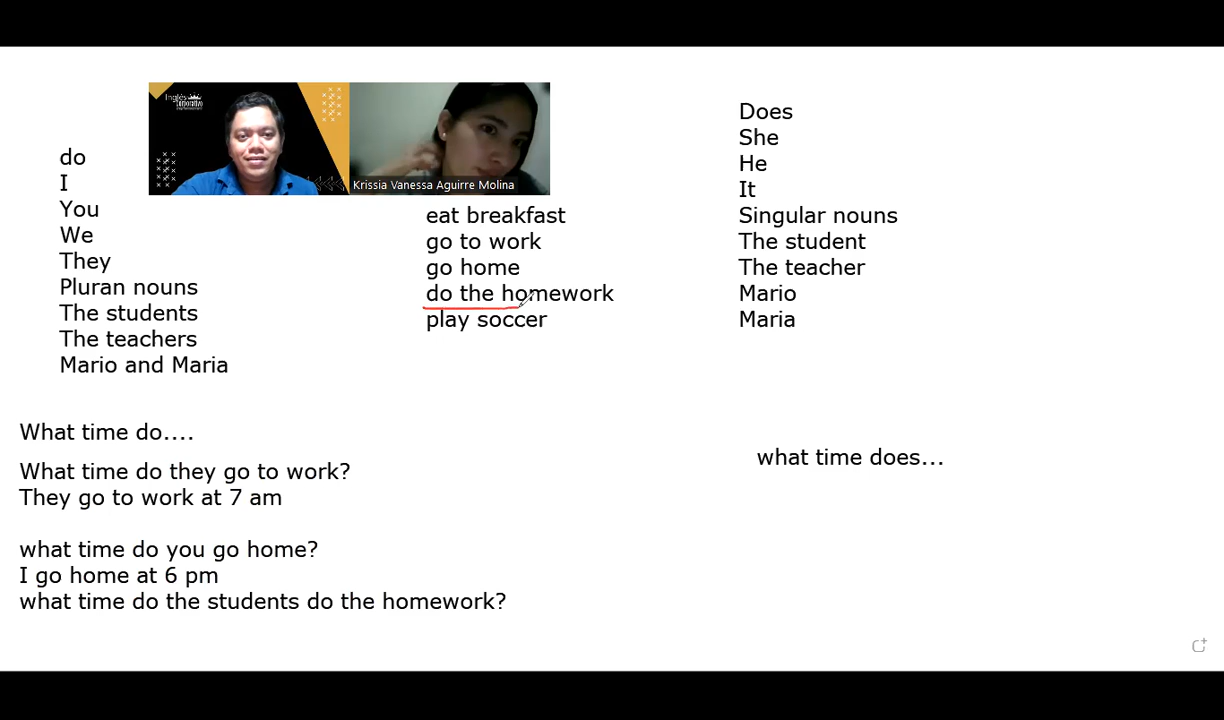 Inglés
Corporativo
Krissia Vanessa Aguirre Molina
do
I
You
We
They
Pluran nouns
The students
The teachers
Mario and Maria
eat breakfast
go to work
go home
do the homework
play soccer
Does
She
He
It
Singular nouns
The student
The teacher
Mario
Maria
What time do....
What time do they go to work?
They go to work at 7 am
what time do you go home?
I go home at 6 pm
what time do the students do the homework?
what time does...